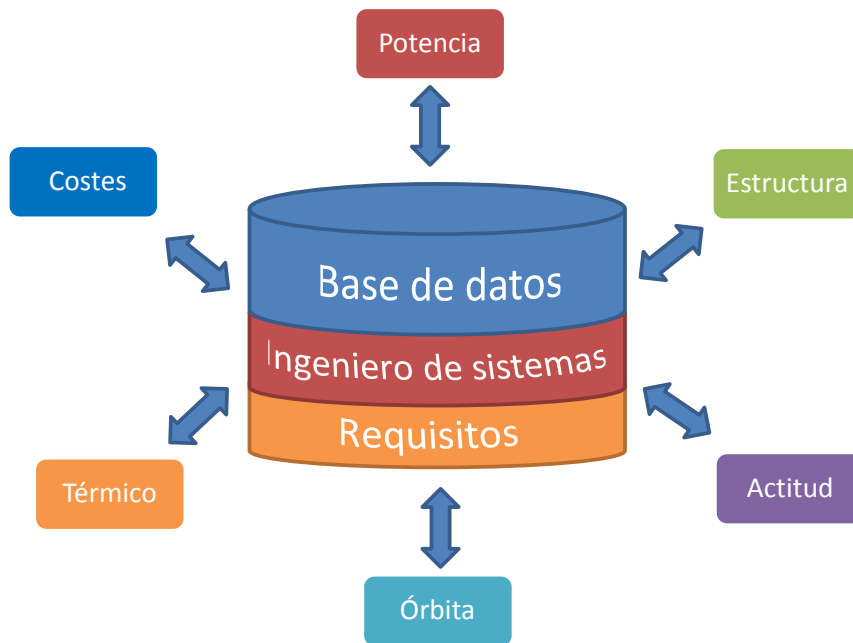 Potencia
Costes
Estructura
Base de datos
Ingeniero de sistemas
Requisitos
Térmico
Actitud
Órbita